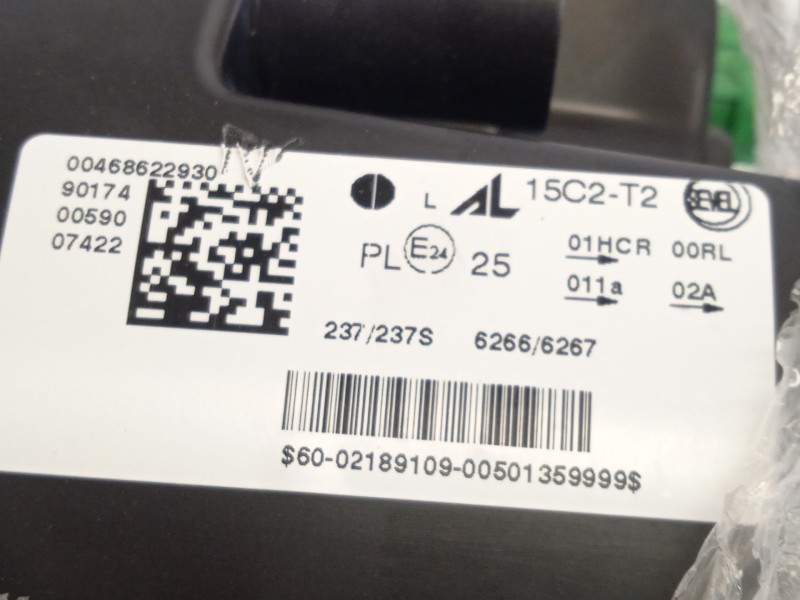 00468622930
90174
00590
07422
L AL 15C2-T2 SEVEL
PL E24 25
01HCR 00RL
011a 02A
237/237S 6266/6267
$60-02189109-00501359999$